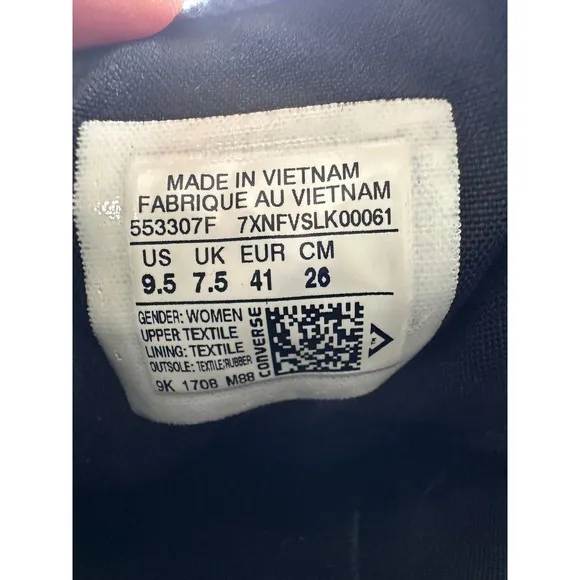 MADE IN VIETNAM
FABRIQUE AU VIETNAM
553307F 7XNFVSLK00061
US UK EUR CM
9.5 7.5 41 26
GENDER: WOMEN
UPPER: TEXTILE
LINING: TEXTILE
OUTSOLE: TEXTILE/RUBBER
9K 1708 M88
CONVERSE
TM